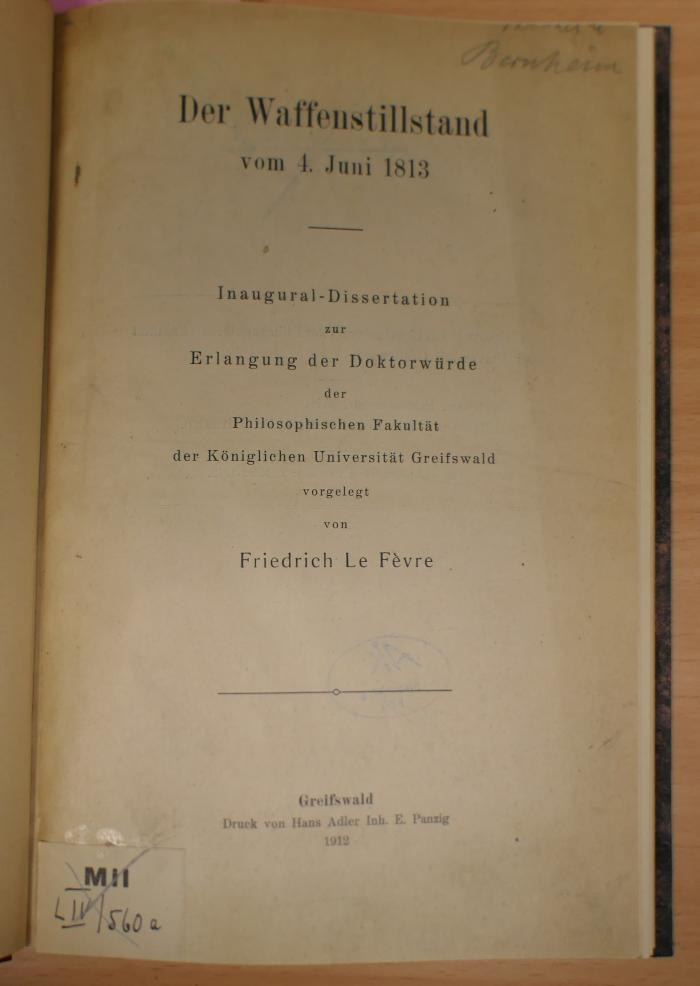 Bernheim
Der Waffenstillstand
vom 4. Juni 1813
Inaugural-Dissertation
zur
Erlangung der Doktorwürde
der
Philosophischen Fakultät
der Königlichen Universität Greifswald
vorgelegt
von
Friedrich Le Fèvre
Greifswald
Druck von Hans Adler Inh. E. Panzig
1912
MII
LIV/560a